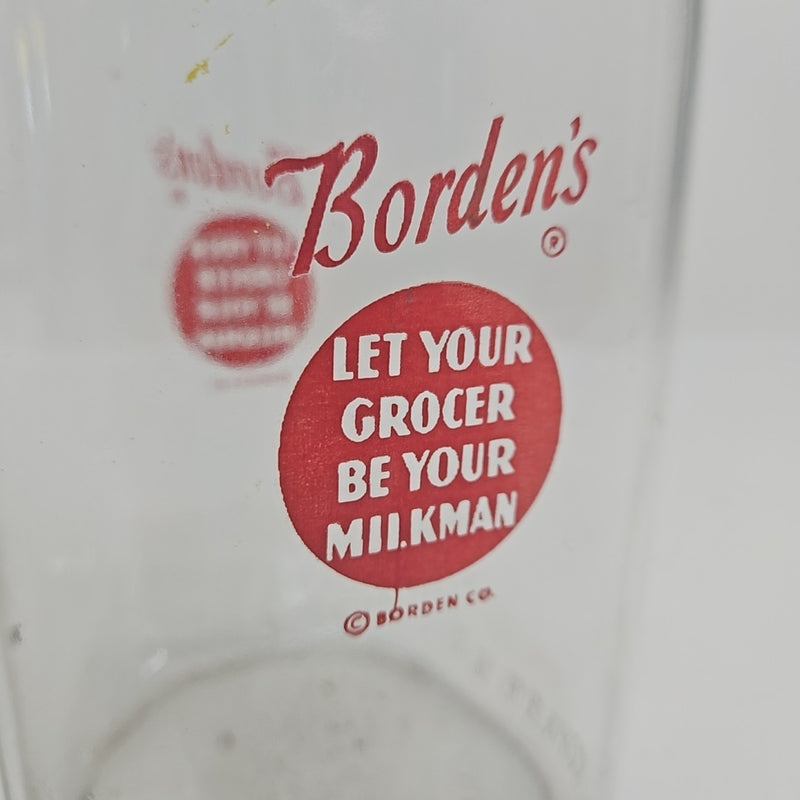 Borden's
®
LET YOUR
GROCER
BE YOUR
MILKMAN
© BORDEN CO.